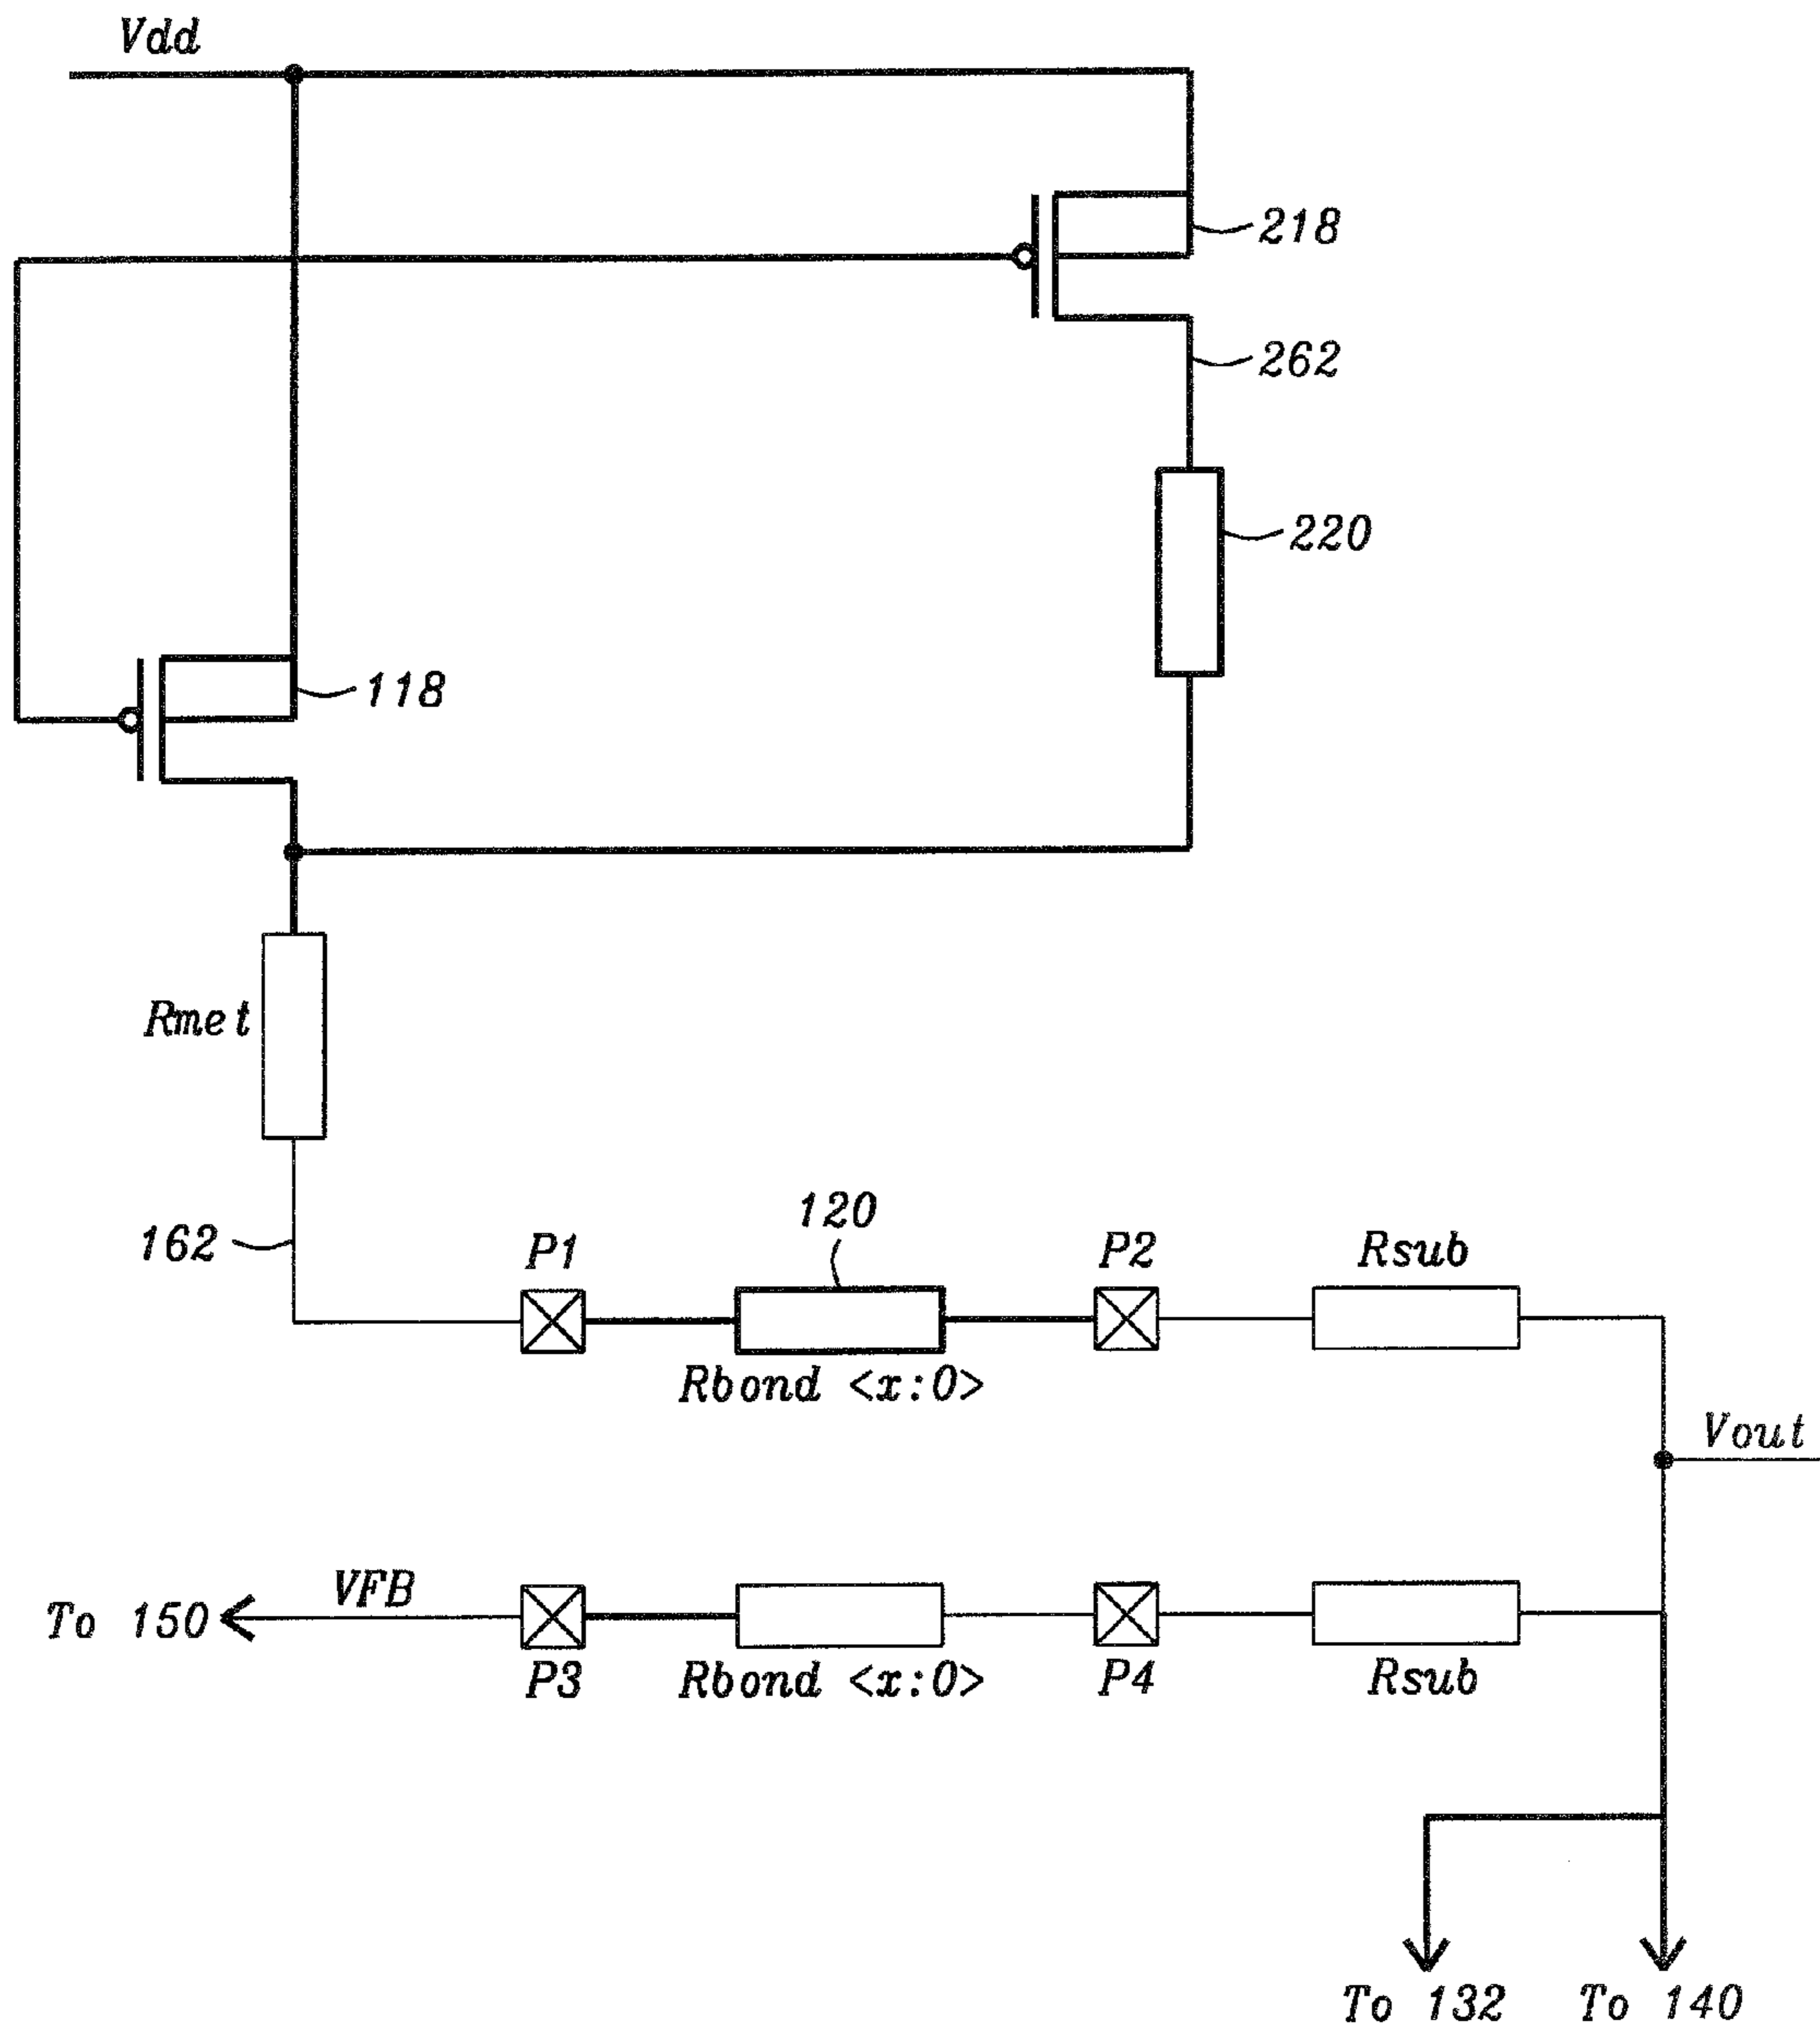 Vdd
218
262
220
118
Rmet
162
120
P1
P2
Rsub
Rbond <x:0>
Vout
VFB
To 150
P3
Rbond <x:0>
P4
Rsub
To 132
To 140